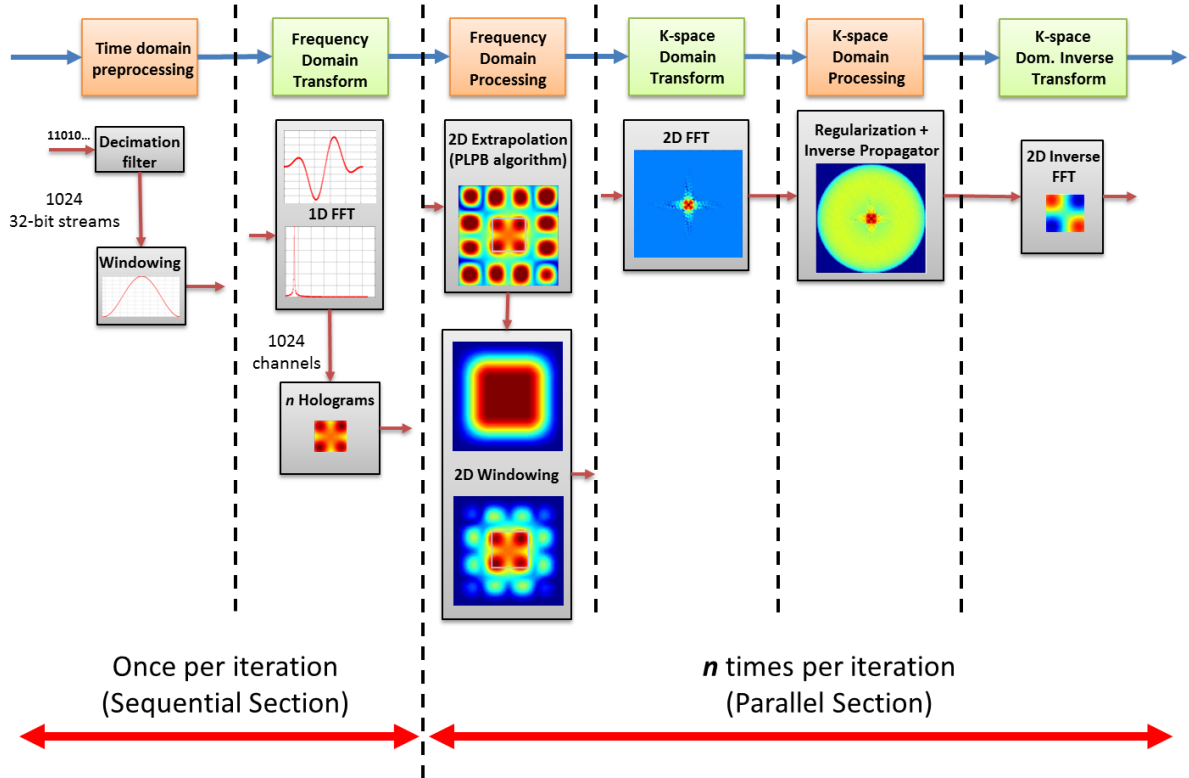 Time domain
preprocessing
Frequency
Domain
Transform
Frequency
Domain
Processing
K-space
Domain
Transform
K-space
Domain
Processing
K-space
Dom. Inverse
Transform
11010...
Decimation
filter
1024
32-bit streams
Windowing
1D FFT
1024
channels
n Holograms
2D Extrapolation
(PLPB algorithm)
2D Windowing
2D FFT
Regularization +
Inverse Propagator
2D Inverse
FFT
Once per iteration
(Sequential Section)
n times per iteration
(Parallel Section)